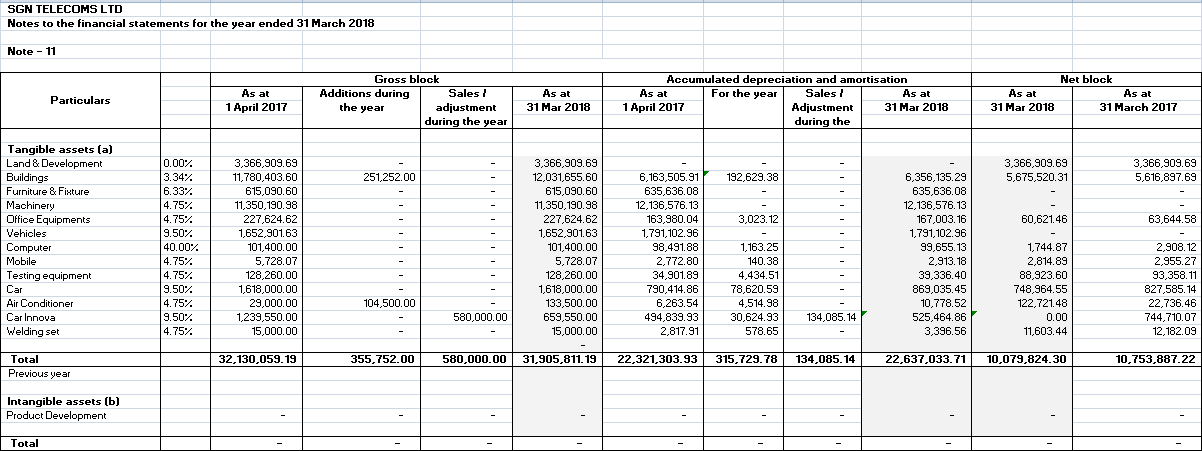 SGN TELECOMS LTD
Notes to the financial statements for the year ended 31 March 2018
Note - 11
Particulars Gross block Accumulated depreciation and amortisation Net block
As at 1 April 2017 Additions during the year Sales / adjustment during the year As at 31 Mar 2018 As at 1 April 2017 For the year Sales / Adjustment during the As at 31 Mar 2018 As at 31 Mar 2018 As at 31 March 2017
Tangible assets (a)
Land & Development 0.00% 3,366,909.69 - - 3,366,909.69 - - - - 3,366,909.69 3,366,909.69
Buildings 3.34% 11,780,403.60 251,252.00 - 12,031,655.60 6,163,505.91 192,629.38 - 6,356,135.29 5,675,520.31 5,616,897.69
Furniture & Fixture 6.33% 615,090.60 - - 615,090.60 635,636.08 - 635,636.08 - -
Machinery 4.75% 11,350,190.98 - - 11,350,190.98 12,136,576.13 - 12,136,576.13 - -
Office Equipments 4.75% 227,624.62 - - 227,624.62 163,980.04 3,023.12 - 167,003.16 60,621.46 63,644.58
Vehicles 9.50% 1,652,901.63 - - 1,652,901.63 1,791,102.96 - 1,791,102.96 - -
Computer 40.00% 101,400.00 - - 101,400.00 98,491.88 1,163.25 - 99,655.13 1,744.87 2,908.12
Mobile 4.75% 5,728.07 - - 5,728.07 2,772.80 140.38 - 2,913.18 2,814.89 2,955.27
Testing equipment 4.75% 128,260.00 - - 128,260.00 34,901.89 4,434.51 - 39,336.40 88,923.60 93,358.11
Car 9.50% 1,618,000.00 - - 1,618,000.00 790,414.86 78,620.59 - 869,035.45 748,964.55 827,585.14
Air Conditioner 4.75% 29,000.00 104,500.00 - 133,500.00 6,263.54 4,514.98 - 10,778.52 122,721.48 22,736.46
Car Innova 9.50% 1,239,550.00 - 580,000.00 659,550.00 494,839.93 30,624.93 134,085.14 525,464.86 0.00 744,710.07
Welding set 4.75% 15,000.00 - - 15,000.00 2,817.91 578.65 - 3,396.56 11,603.44 12,182.09
-
Total 32,130,059.19 355,752.00 580,000.00 31,905,811.19 22,321,303.93 315,729.78 134,085.14 22,637,033.71 10,079,824.30 10,753,887.22
Previous year
Intangible assets (b)
Product Development - - - - - - - - - -
Total - - - - - - - - - -